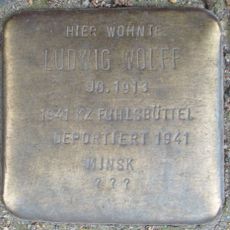 HIER WOHNTE
LUDWIG WOLFF
JG. 1913
1941 KZ FUHLSBÜTTEL
DEPORTIERT 1941
MINSK
? ? ?